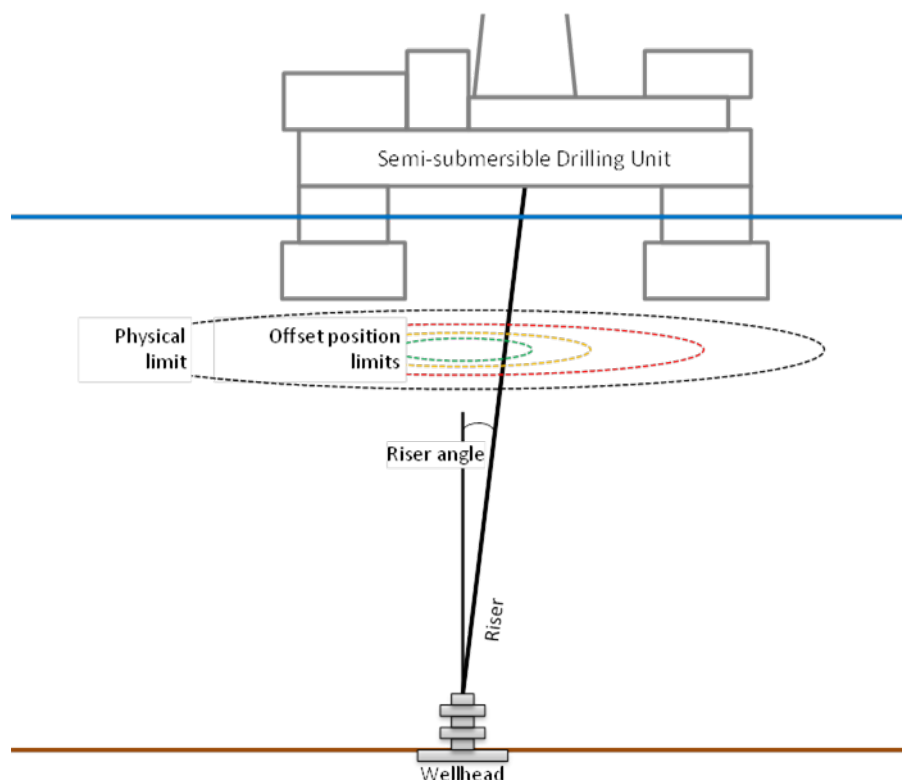 Semi-submersible Drilling Unit
Physical
limit
Offset position
limits
Riser angle
Riser
Wellhead